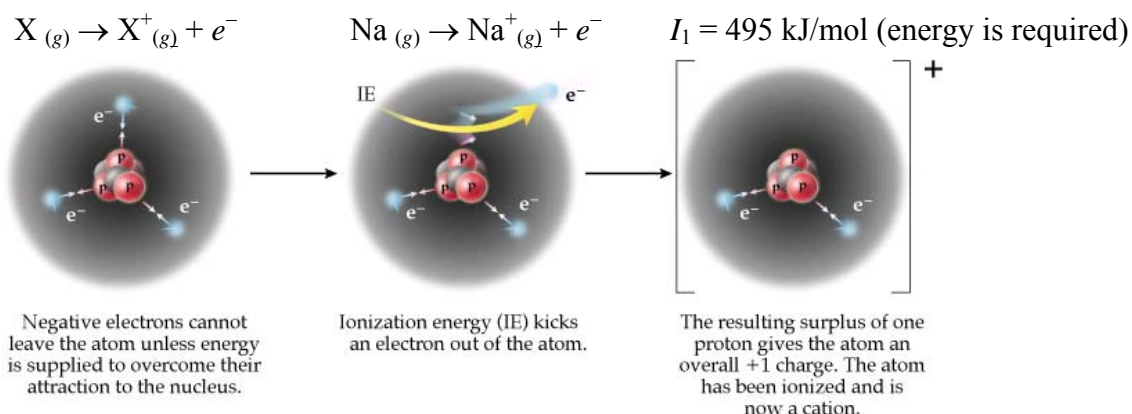 X (g) → X⁺(g) + e⁻ Na (g) → Na⁺(g) + e⁻ I₁ = 495 kJ/mol (energy is required)
e⁻
p
p
p
e⁻
e⁻
IE
e⁻
p
p
p
e⁻
e⁻
+
p
p
p
e⁻
e⁻
Negative electrons cannot
leave the atom unless energy
is supplied to overcome their
attraction to the nucleus.
Ionization energy (IE) kicks
an electron out of the atom.
The resulting surplus of one
proton gives the atom an
overall +1 charge. The atom
has been ionized and is
now a cation.